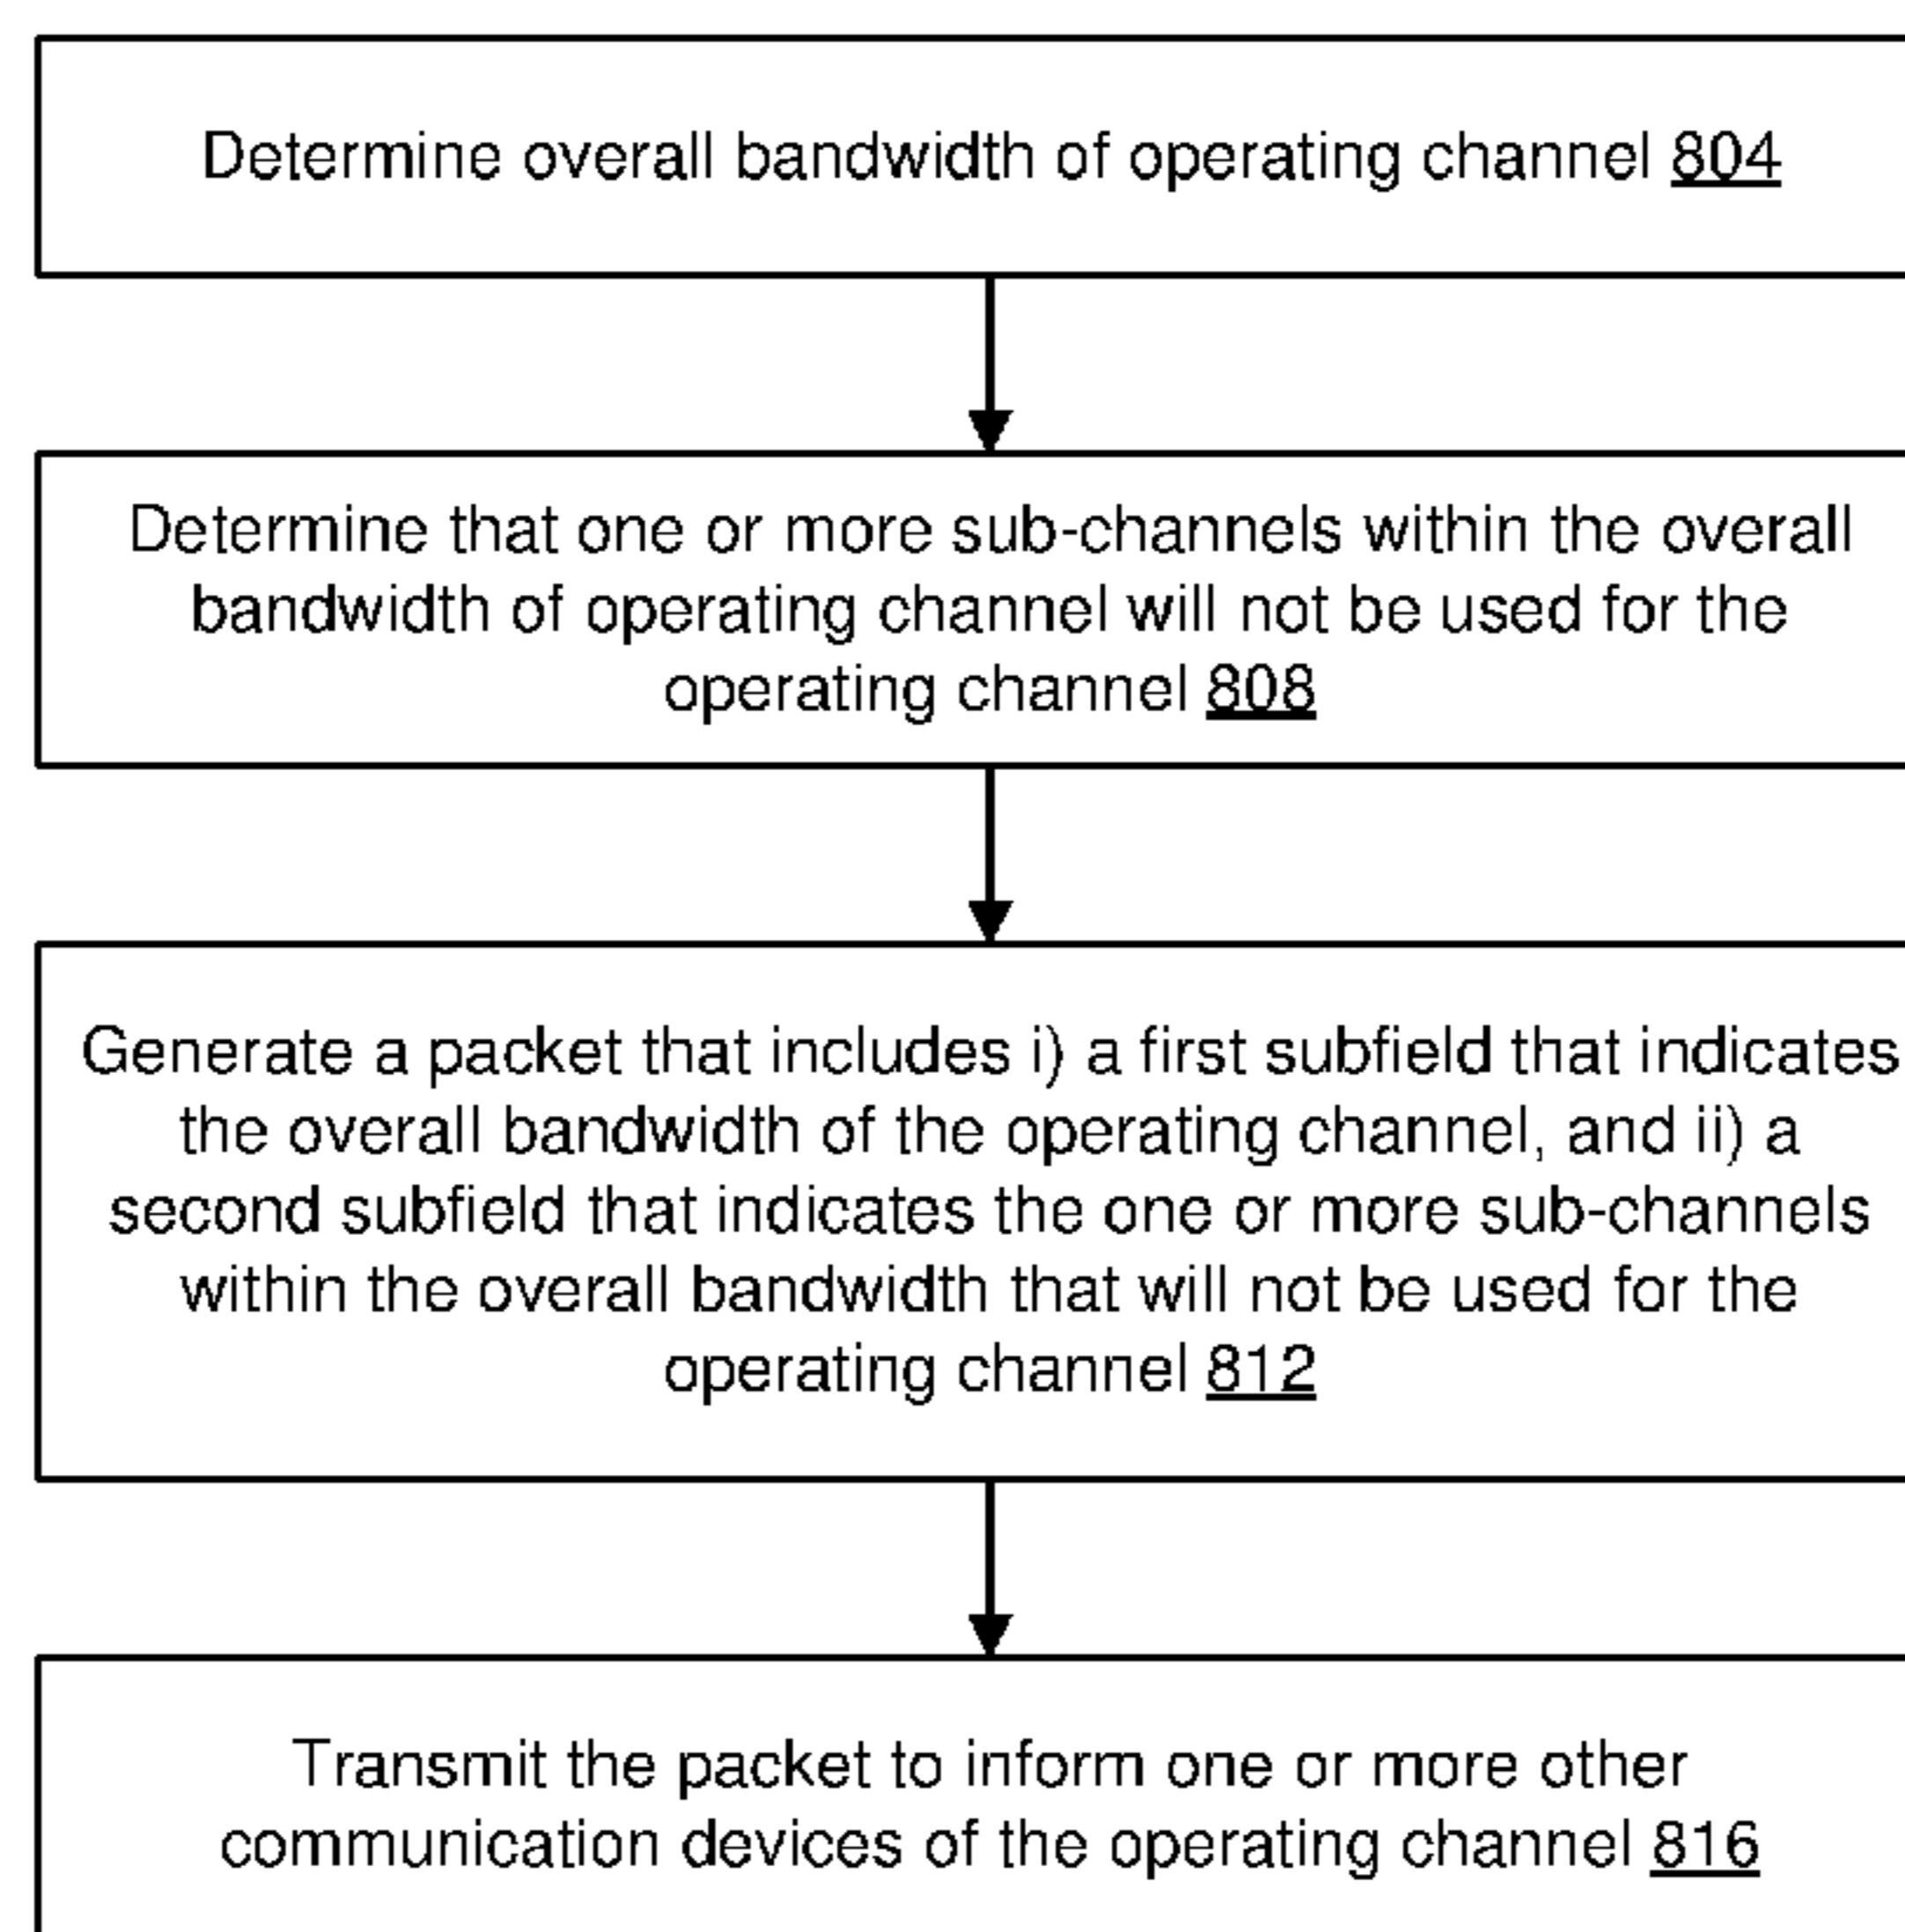 Determine overall bandwidth of operating channel 804
Determine that one or more sub-channels within the overall
bandwidth of operating channel will not be used for the
operating channel 808
Generate a packet that includes i) a first subfield that indicates
the overall bandwidth of the operating channel, and ii) a
second subfield that indicates the one or more sub-channels
within the overall bandwidth that will not be used for the
operating channel 812
Transmit the packet to inform one or more other
communication devices of the operating channel 816